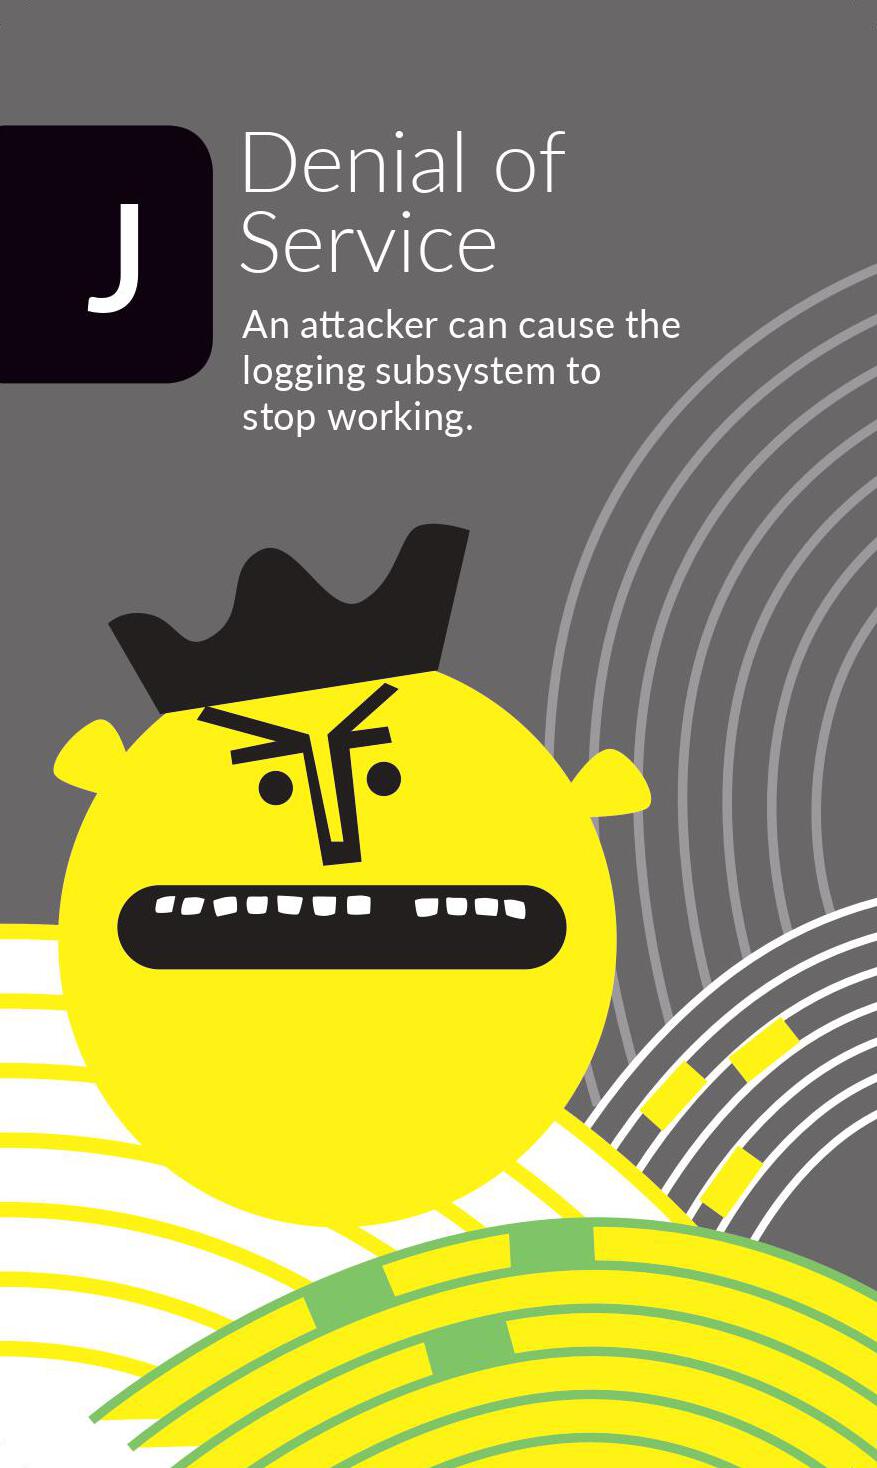 J
Denial of
Service
An attacker can cause the
logging subsystem to
stop working.